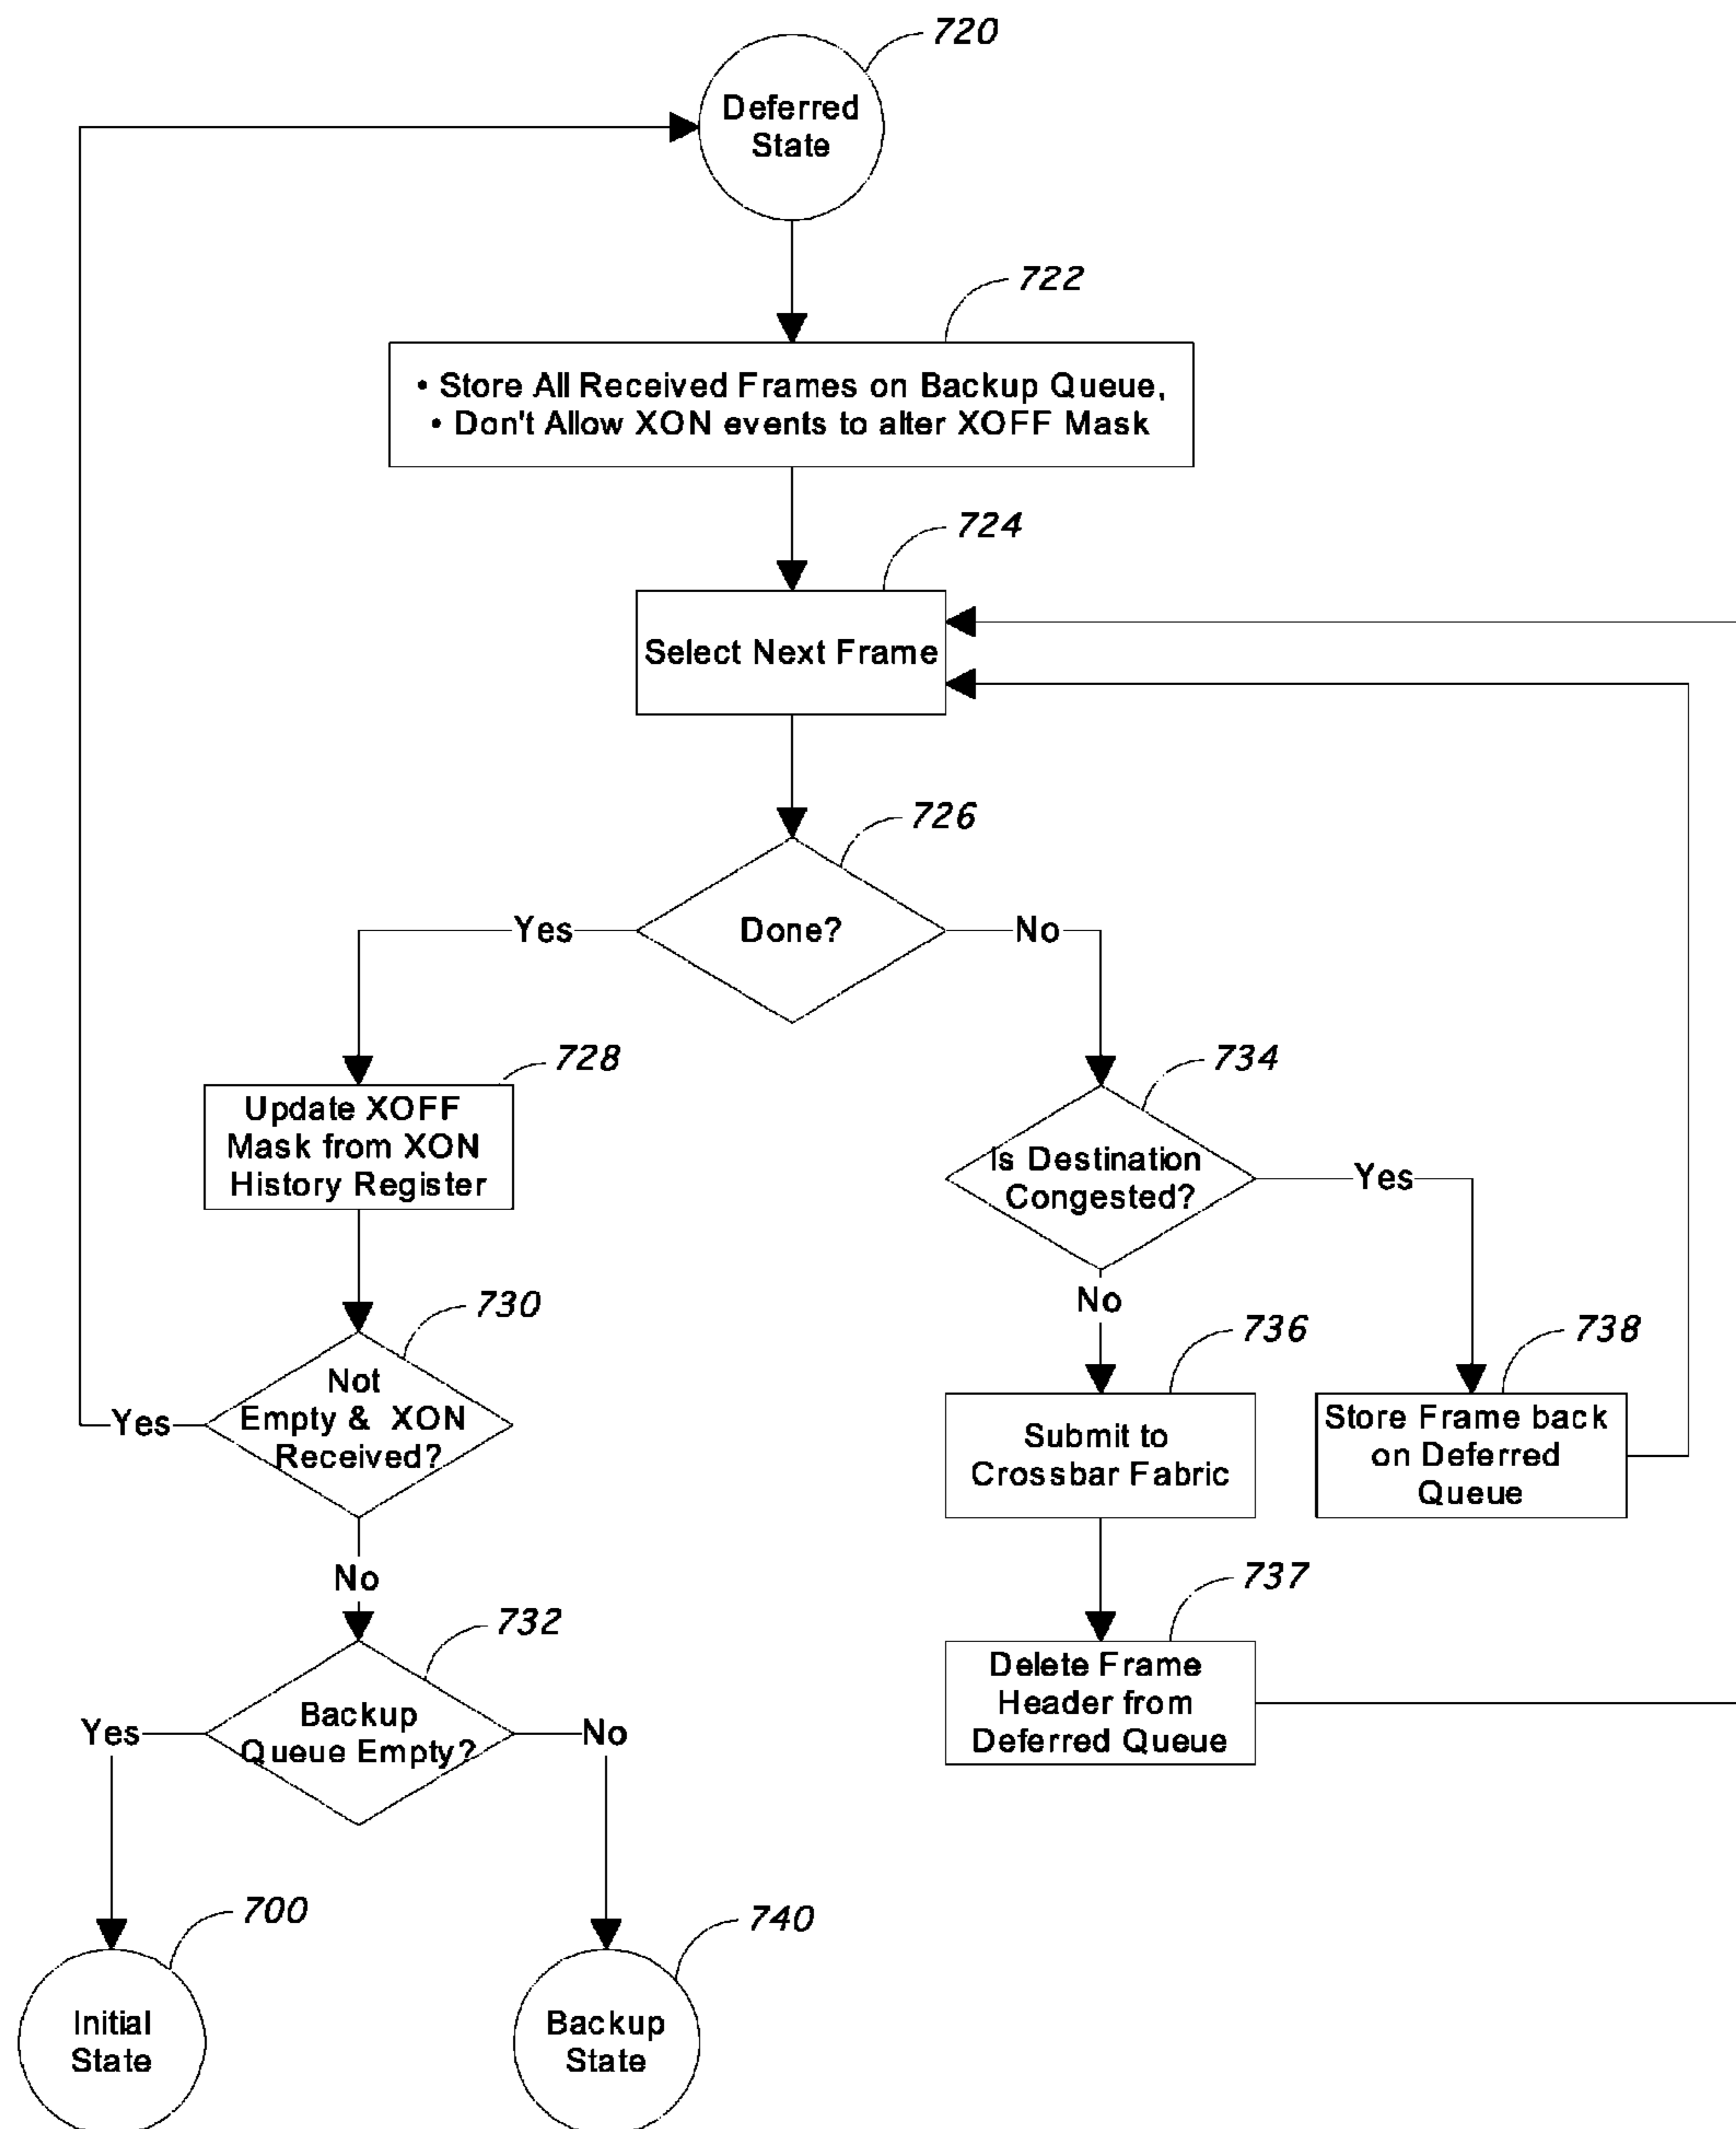 720
Deferred
State
722
• Store All Received Frames on Backup Queue,
• Don't Allow XON events to alter XOFF Mask
724
Select Next Frame
726
Done?
Yes
No
728
Update XOFF
Mask from XON
History Register
734
Is Destination
Congested?
Yes
No
730
Not
Empty & XON
Received?
Yes
No
736
Submit to
Crossbar Fabric
738
Store Frame back
on Deferred
Queue
737
Delete Frame
Header from
Deferred Queue
732
Backup
Queue Empty?
Yes
No
700
Initial
State
740
Backup
State